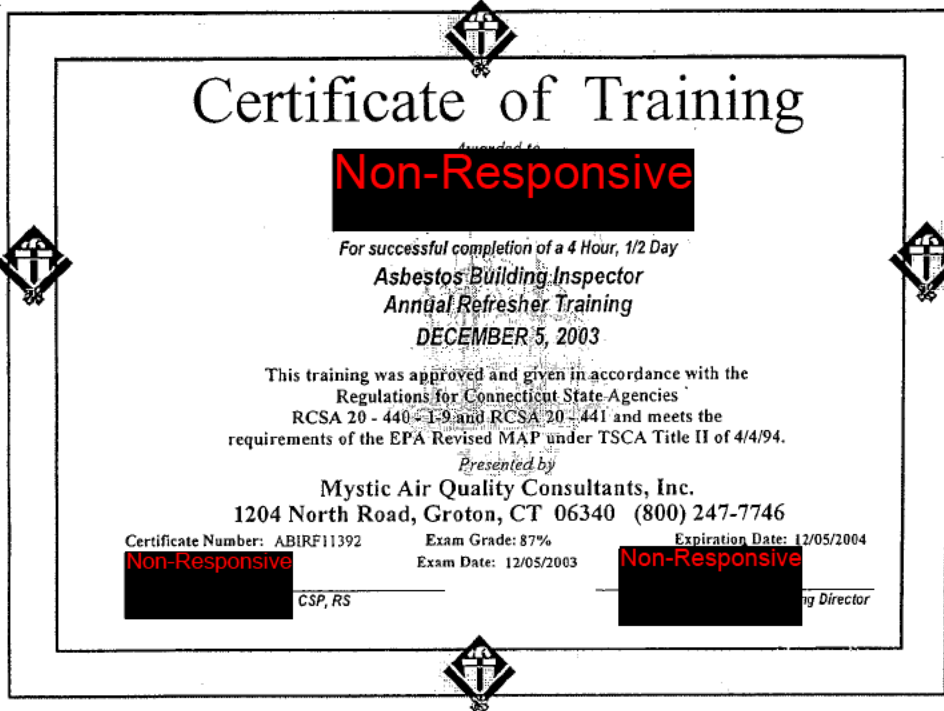 Certificate of Training
Awarded to
Non-Responsive
For successful completion of a 4 Hour, 1/2 Day
Asbestos Building Inspector
Annual Refresher Training
DECEMBER 5, 2003
This training was approved and given in accordance with the
Regulations for Connecticut State Agencies
RCSA 20 - 440 - 1-9 and RCSA 20 - 441 and meets the
requirements of the EPA Revised MAP under TSCA Title II of 4/4/94.
Presented by
Mystic Air Quality Consultants, Inc.
1204 North Road, Groton, CT 06340 (800) 247-7746
Certificate Number: ABIRF11392 Exam Grade: 87% Expiration Date: 12/05/2004
Non-Responsive Exam Date: 12/05/2003 Non-Responsive
CSP, RS Director